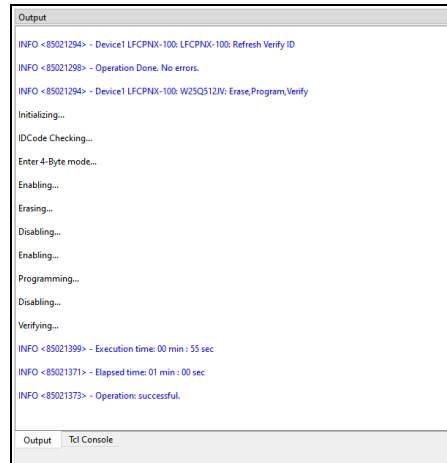 Output
INFO <85021294> - Device1 LFCPNX-100: LFCPNX-100: Refresh Verify ID
INFO <85021298> - Operation Done. No errors.
INFO <85021294> - Device1 LFCPNX-100: W25Q512JV: Erase,Program,Verify
Initializing...
IDCode Checking...
Enter 4-Byte mode...
Enabling...
Erasing...
Disabling...
Enabling...
Programming...
Disabling...
Verifying...
INFO <85021399> - Execution time: 00 min : 55 sec
INFO <85021371> - Elapsed time: 01 min : 00 sec
INFO <85021373> - Operation: successful.
Output Tcl Console